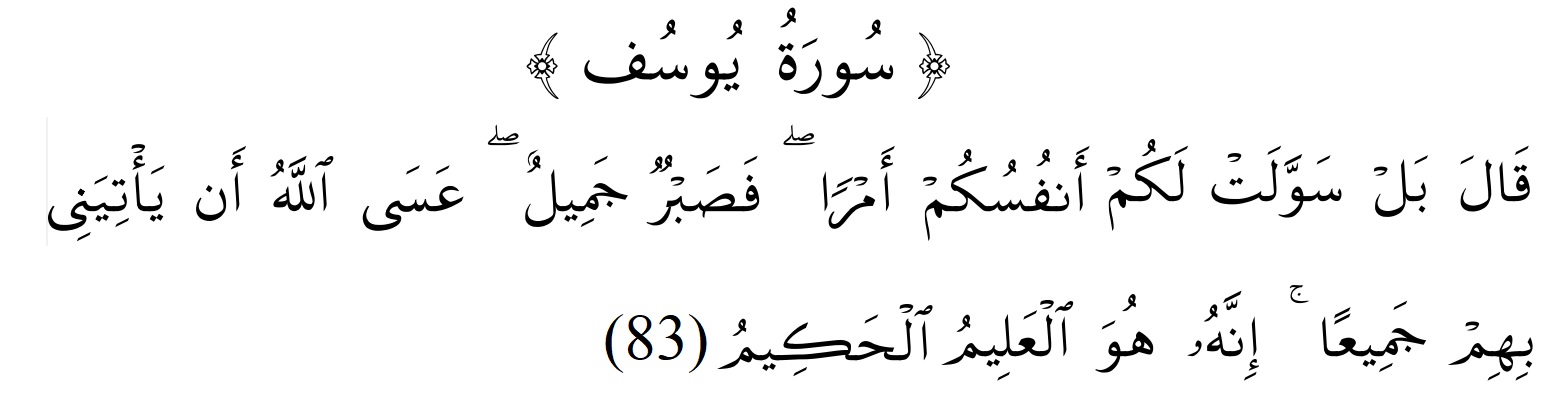 ﴿ سُورَةُ يُوسُف ﴾
قَالَ بَلۡ سَوَّلَتۡ لَكُمۡ أَنفُسُكُمۡ أَمۡرًا ۖ فَصَبۡرٌ جَمِيلٌ ۖ عَسَى ٱللَّهُ أَن يَأۡتِيَنِى
بِهِمۡ جَمِيعًا ۚ إِنَّهُۥ هُوَ ٱلۡعَلِيمُ ٱلۡحَكِيمُ (83)